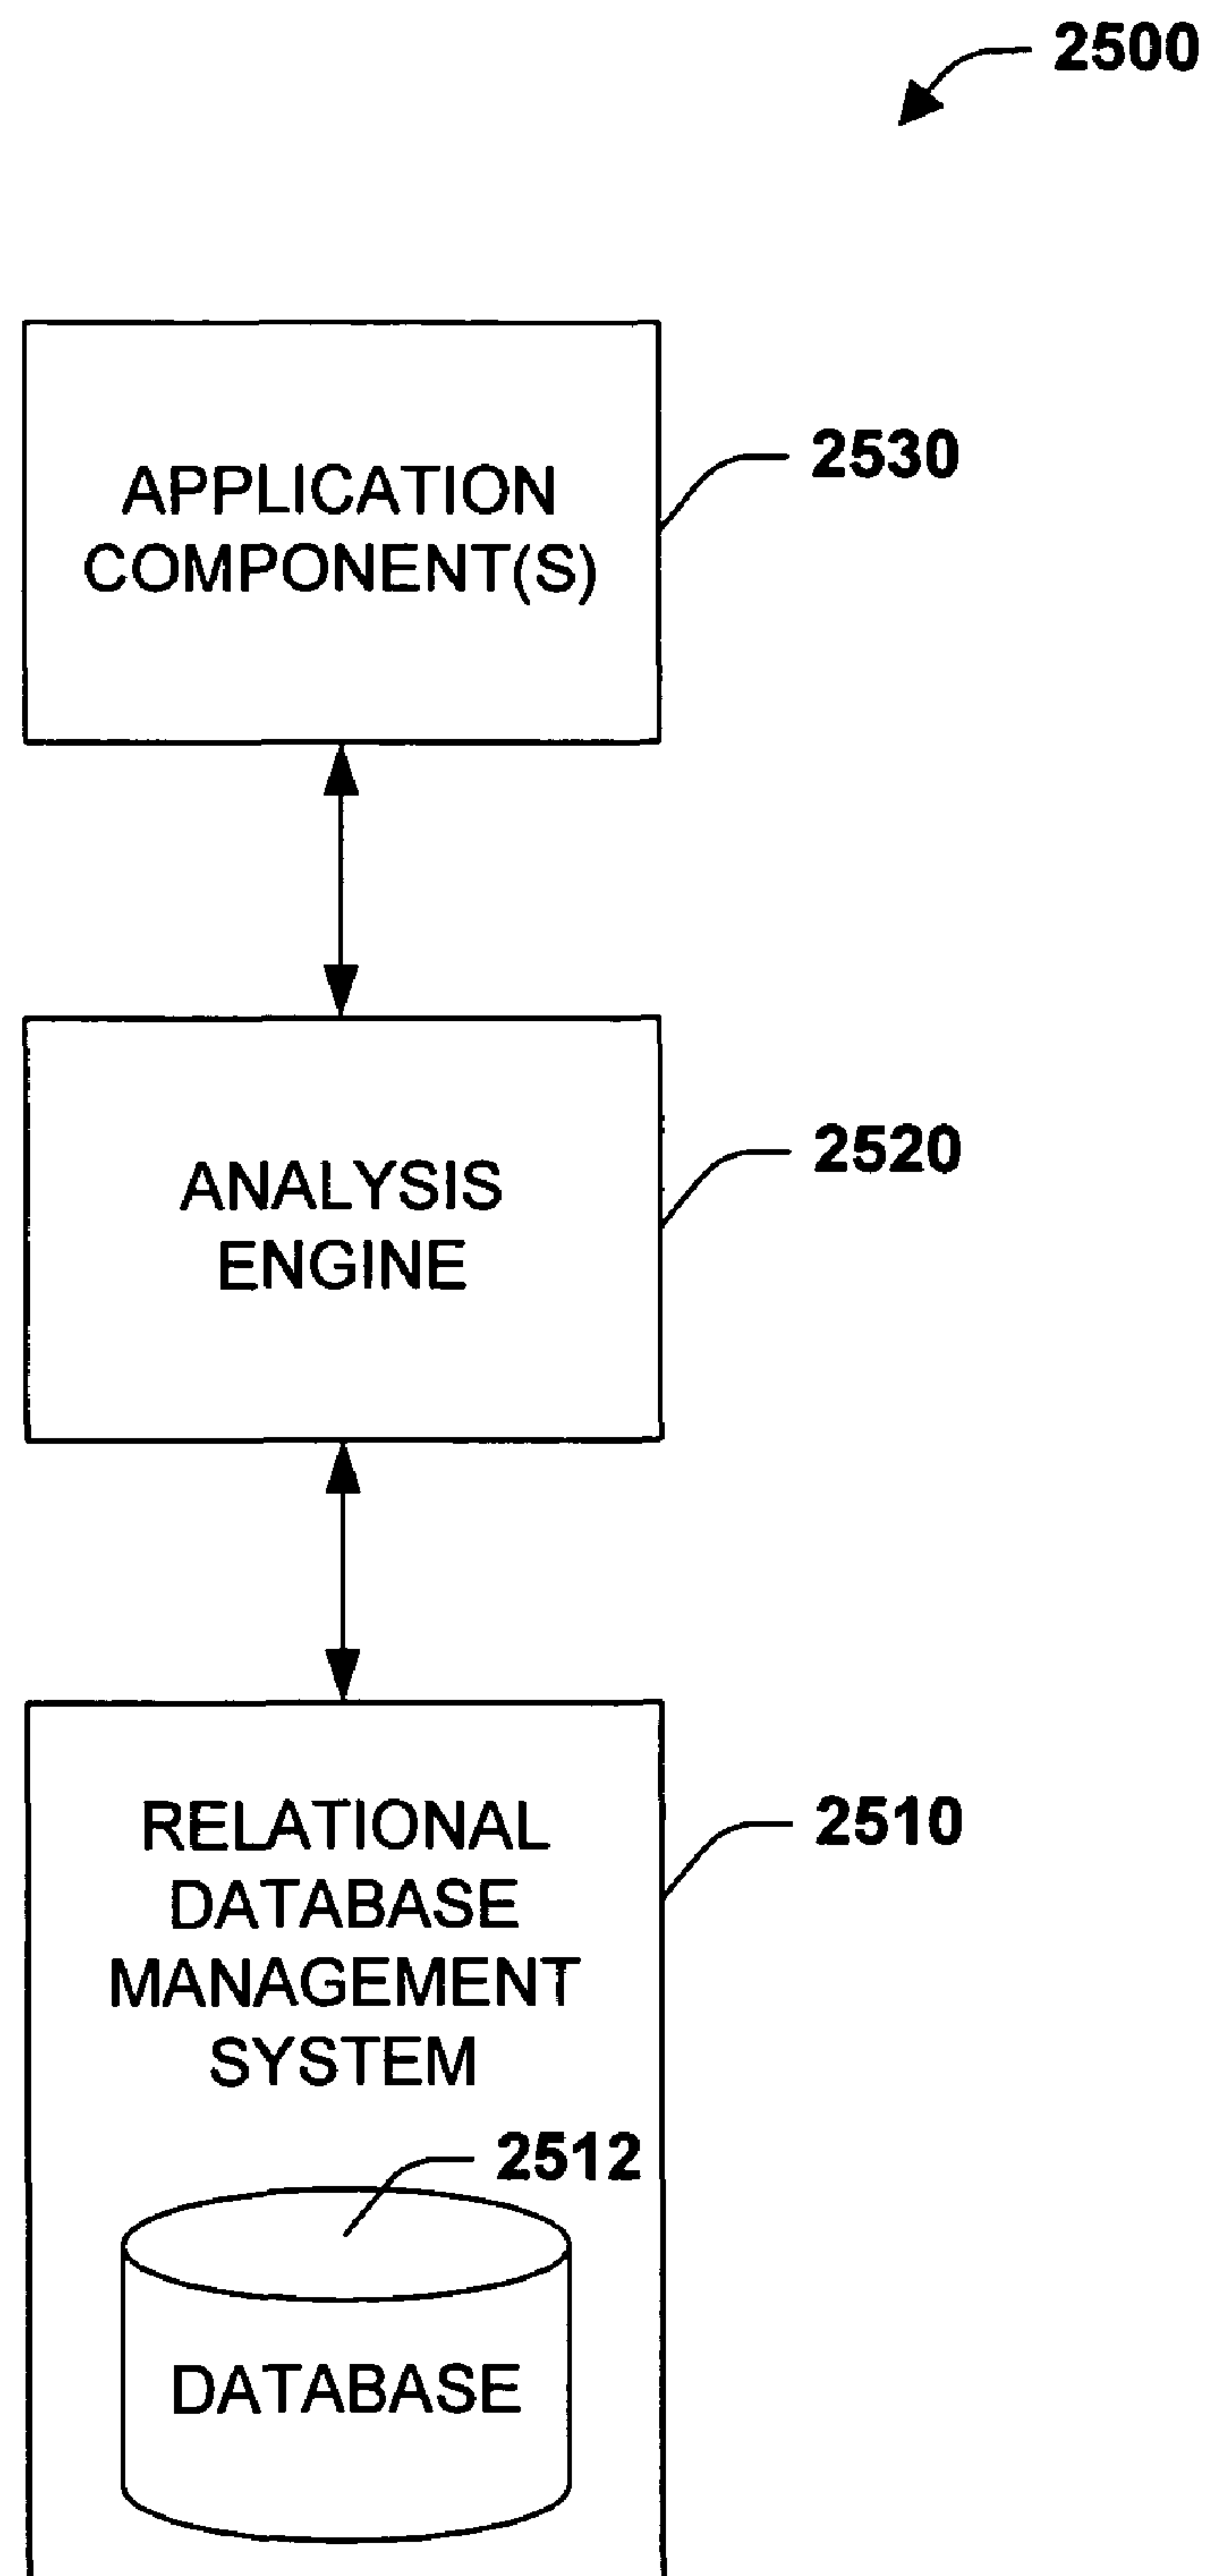 2500
APPLICATION
COMPONENT(S)
2530
ANALYSIS
ENGINE
2520
RELATIONAL
DATABASE
MANAGEMENT
SYSTEM
2510
2512
DATABASE